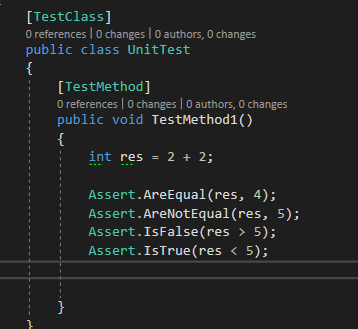 [TestClass]
0 references | 0 changes | 0 authors, 0 changes
public class UnitTest
{
[TestMethod]
0 references | 0 changes | 0 authors, 0 changes
public void TestMethod1()
{
int res = 2 + 2;
Assert.AreEqual(res, 4);
Assert.AreNotEqual(res, 5);
Assert.IsFalse(res > 5);
Assert.IsTrue(res < 5);
}
}